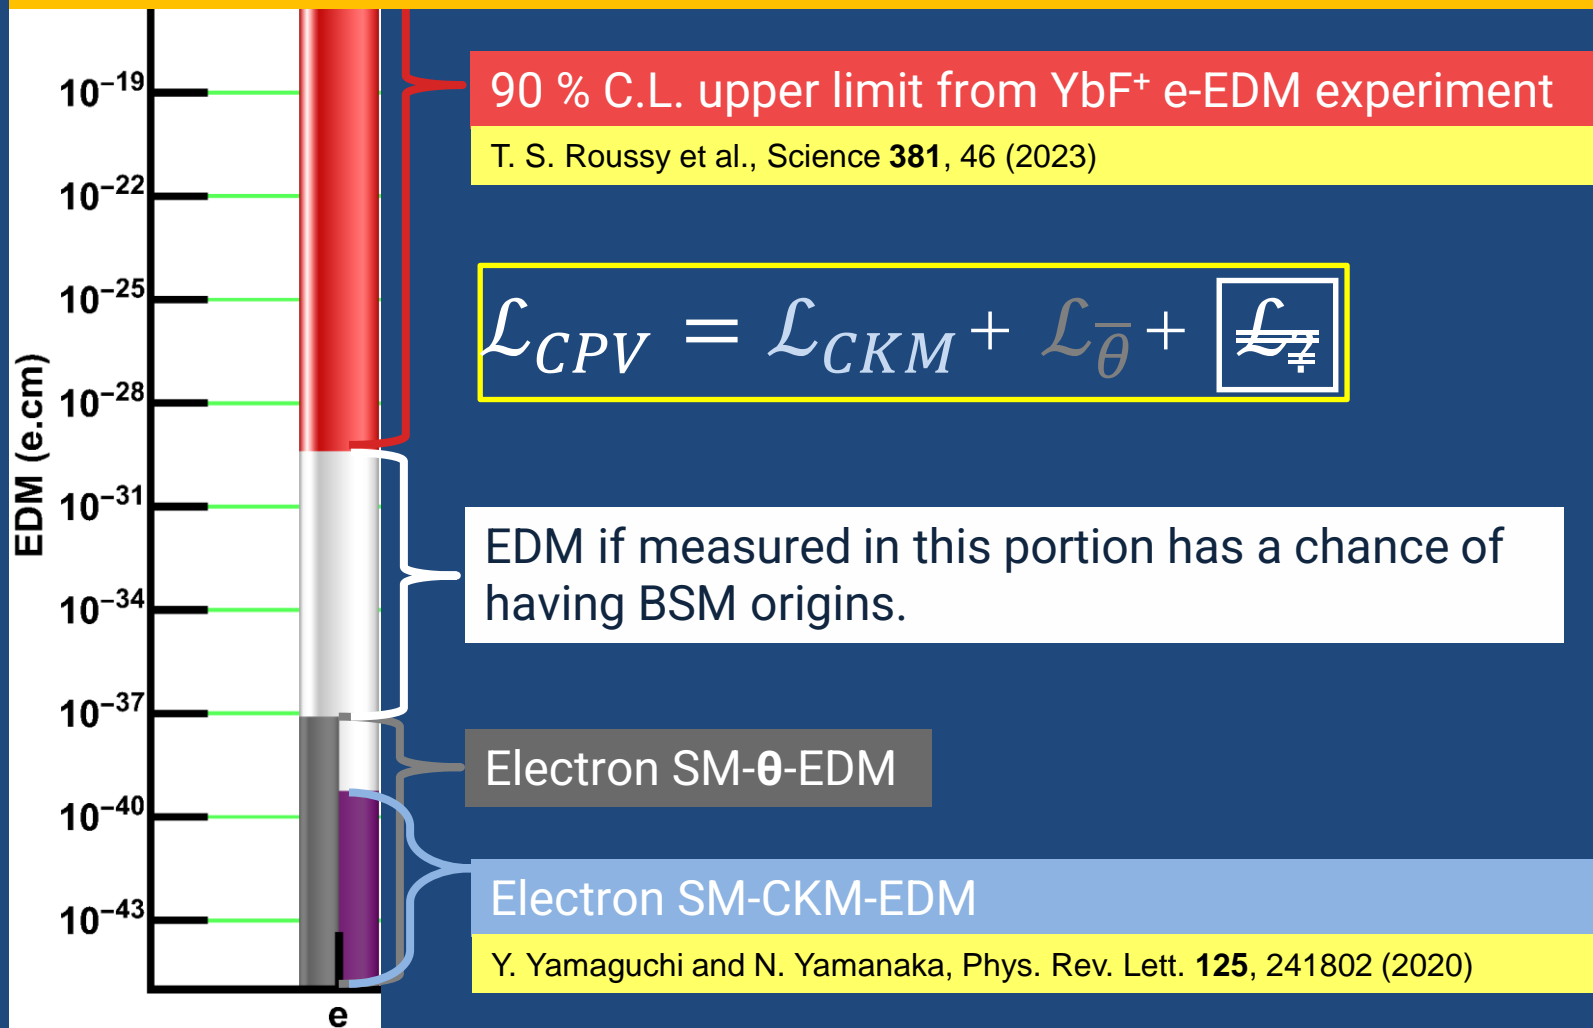 90 % C.L. upper limit from YbF⁺ e-EDM experiment
T. S. Roussy et al., Science 381, 46 (2023)
ℒ_CPV = ℒ_CKM + ℒ_θ̅ + ℒ_?
EDM if measured in this portion has a chance of
having BSM origins.
Electron SM-θ-EDM
Electron SM-CKM-EDM
Y. Yamaguchi and N. Yamanaka, Phys. Rev. Lett. 125, 241802 (2020)
EDM (e.cm)
10⁻¹⁹
10⁻²²
10⁻²⁵
10⁻²⁸
10⁻³¹
10⁻³⁴
10⁻³⁷
10⁻⁴⁰
10⁻⁴³
e